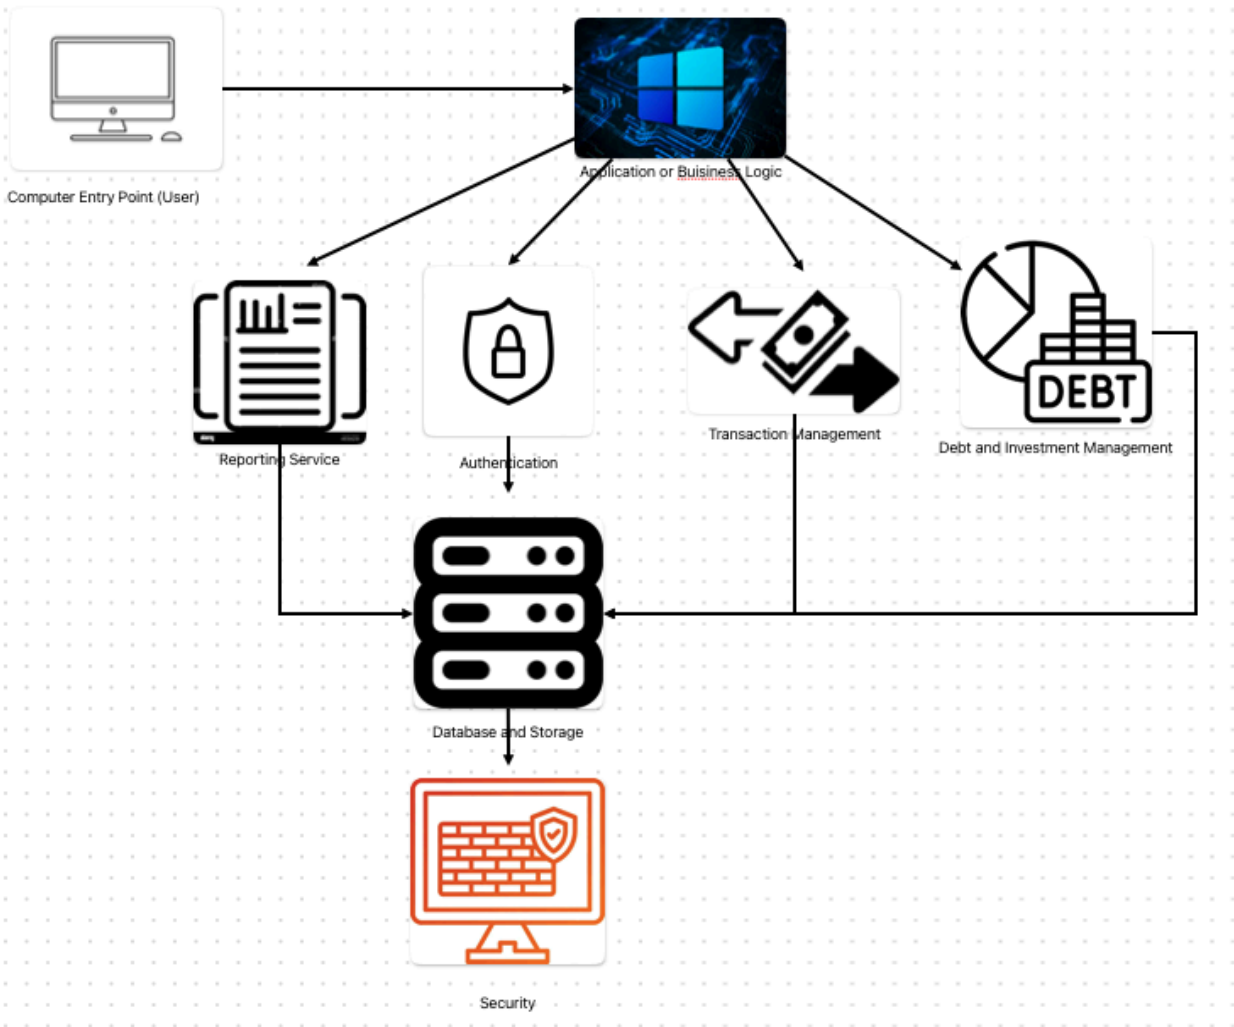 Computer Entry Point (User)
Application or Buisiness Logic
DEBT
Reporting Service
Authentication
Transaction Management
Debt and Investment Management
Database and Storage
Security